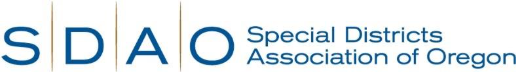 SDAO
Special Districts
Association of Oregon